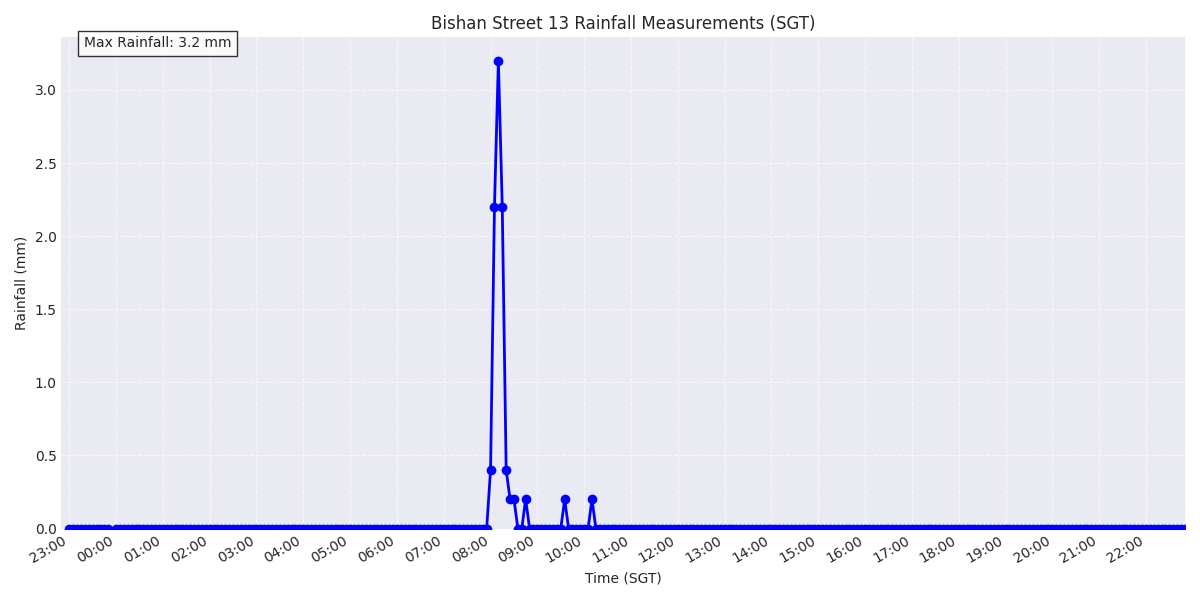 Bishan Street 13 Rainfall Measurements (SGT)
Max Rainfall: 3.2 mm
Rainfall (mm)
3.0
2.5
2.0
1.5
1.0
0.5
0.0
23:00 00:00 01:00 02:00 03:00 04:00 05:00 06:00 07:00 08:00 09:00 10:00 11:00 12:00 13:00 14:00 15:00 16:00 17:00 18:00 19:00 20:00 21:00 22:00
Time (SGT)